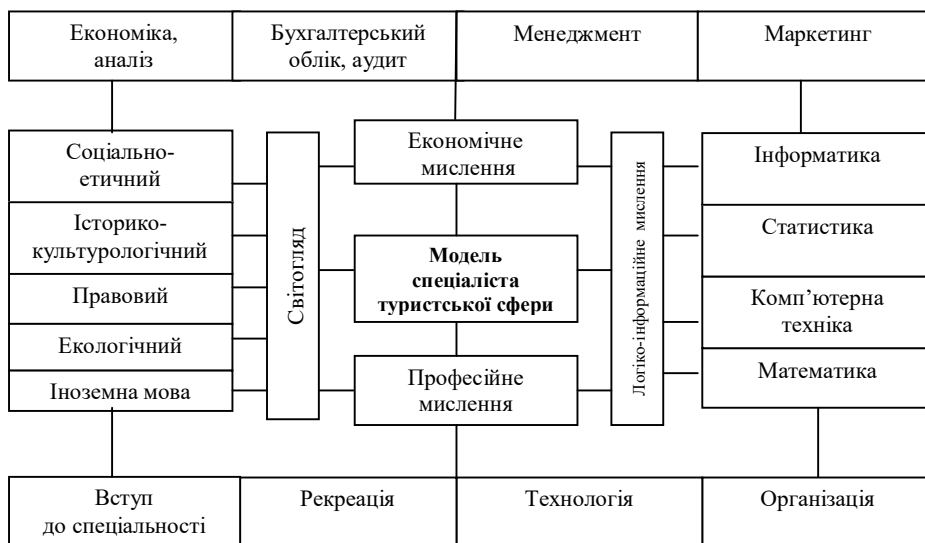 Економіка,
аналіз
Бухгалтерський
облік, аудит
Менеджмент
Маркетинг
Соціально-
етичний
Історико-
культурологічний
Правовий
Екологічний
Іноземна мова
Світогляд
Економічне
мислення
Модель
спеціаліста
туристської сфери
Професійне
мислення
Логіко-інформаційне мислення
Інформатика
Статистика
Комп’ютерна
техніка
Математика
Вступ
до спеціальності
Рекреація
Технологія
Організація